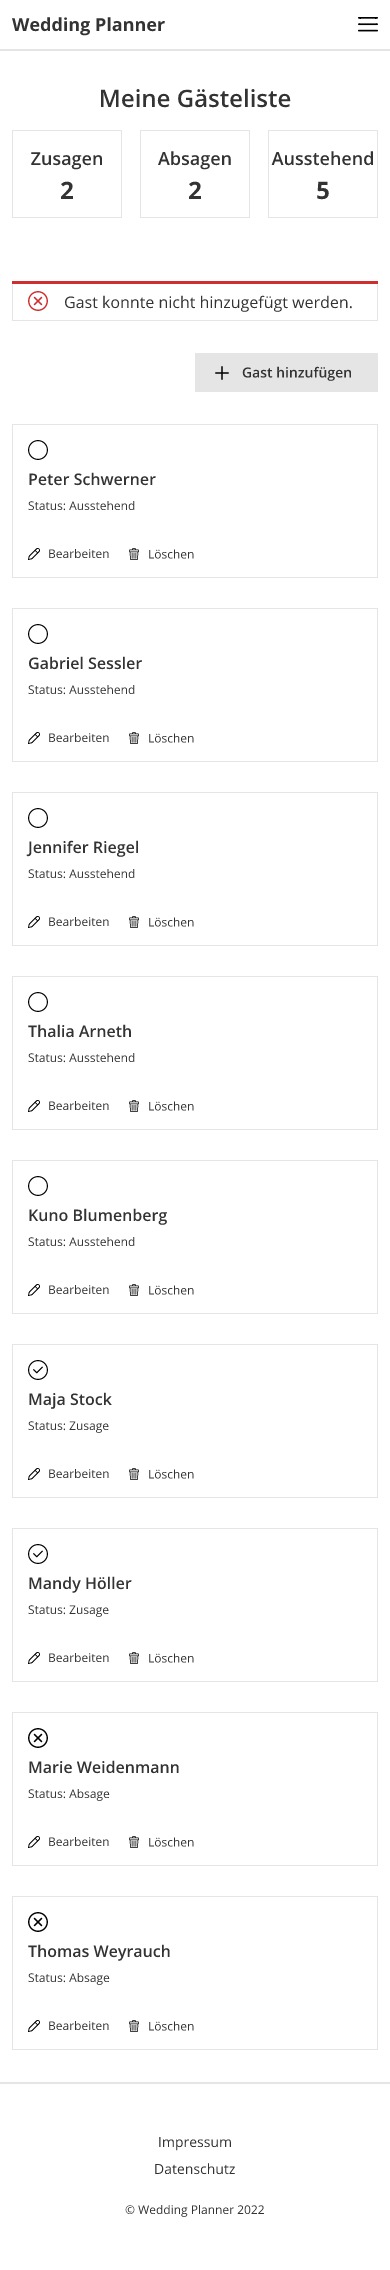 Wedding Planner
Meine Gästeliste
Zusagen
2
Absagen
2
Ausstehend
5
Gast konnte nicht hinzugefügt werden.
Gast hinzufügen
Peter Schwerner
Status: Ausstehend
Bearbeiten Löschen
Gabriel Sessler
Status: Ausstehend
Bearbeiten Löschen
Jennifer Riegel
Status: Ausstehend
Bearbeiten Löschen
Thalia Arneth
Status: Ausstehend
Bearbeiten Löschen
Kuno Blumenberg
Status: Ausstehend
Bearbeiten Löschen
Maja Stock
Status: Zusage
Bearbeiten Löschen
Mandy Höller
Status: Zusage
Bearbeiten Löschen
Marie Weidenmann
Status: Absage
Bearbeiten Löschen
Thomas Weyrauch
Status: Absage
Bearbeiten Löschen
Impressum
Datenschutz
© Wedding Planner 2022